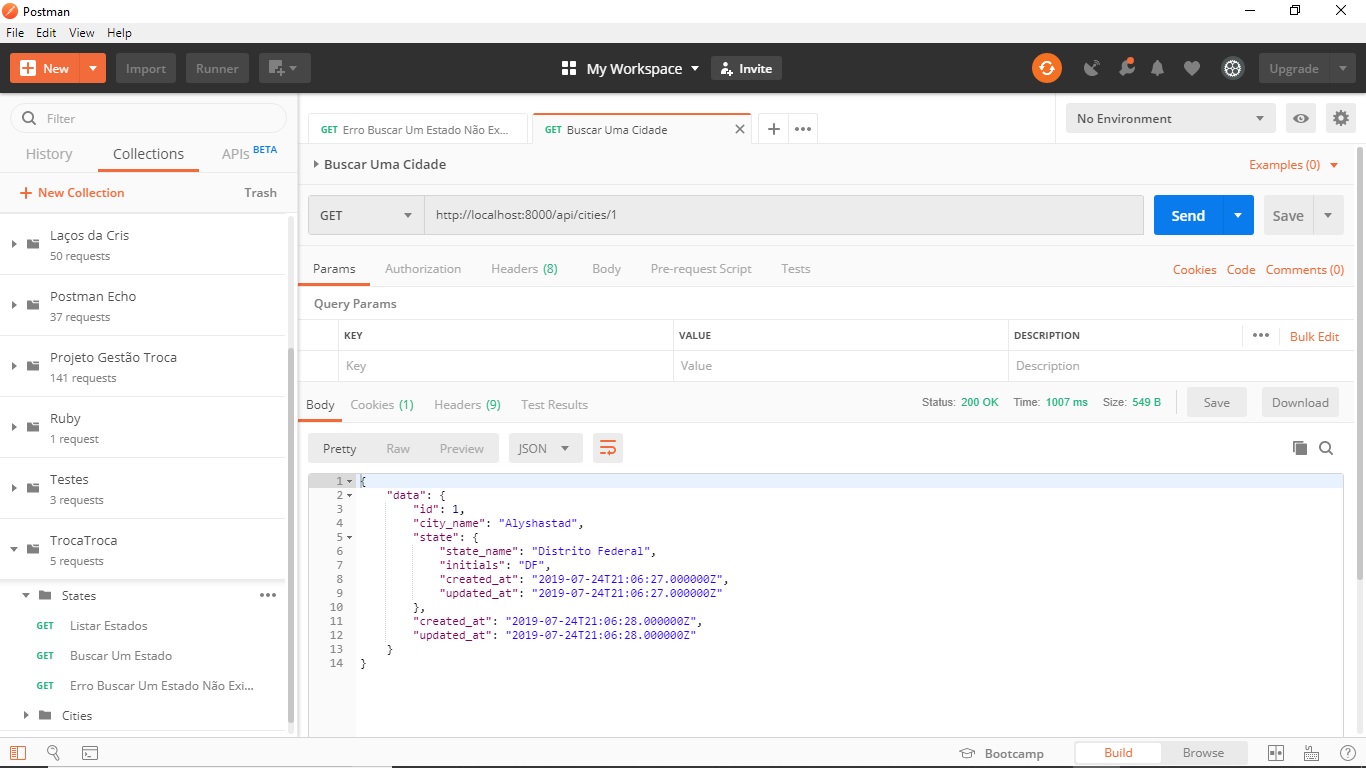 Postman
File Edit View Help
New Import Runner My Workspace Invite Upgrade
Filter
History Collections APIs BETA
New Collection Trash
Laços da Cris
50 requests
Postman Echo
37 requests
Projeto Gestão Troca
141 requests
Ruby
1 request
Testes
3 requests
TrocaTroca
5 requests
States
GET Listar Estados
GET Buscar Um Estado
GET Erro Buscar Um Estado Não Exi...
Cities
GET Erro Buscar Um Estado Não Ex... GET Buscar Uma Cidade
No Environment
Buscar Uma Cidade Examples (0)
GET http://localhost:8000/api/cities/1 Send Save
Params Authorization Headers (8) Body Pre-request Script Tests Cookies Code Comments (0)
Query Params
KEY VALUE DESCRIPTION Bulk Edit
Key Value Description
Body Cookies (1) Headers (9) Test Results Status: 200 OK Time: 1007 ms Size: 549 B Save Download
Pretty Raw Preview JSON
1 {
2 "data": {
3 "id": 1,
4 "city_name": "Alyshastad",
5 "state": {
6 "state_name": "Distrito Federal",
7 "initials": "DF",
8 "created_at": "2019-07-24T21:06:27.000000Z",
9 "updated_at": "2019-07-24T21:06:27.000000Z"
10 },
11 "created_at": "2019-07-24T21:06:28.000000Z",
12 "updated_at": "2019-07-24T21:06:28.000000Z"
13 }
14 }
Bootcamp Build Browse